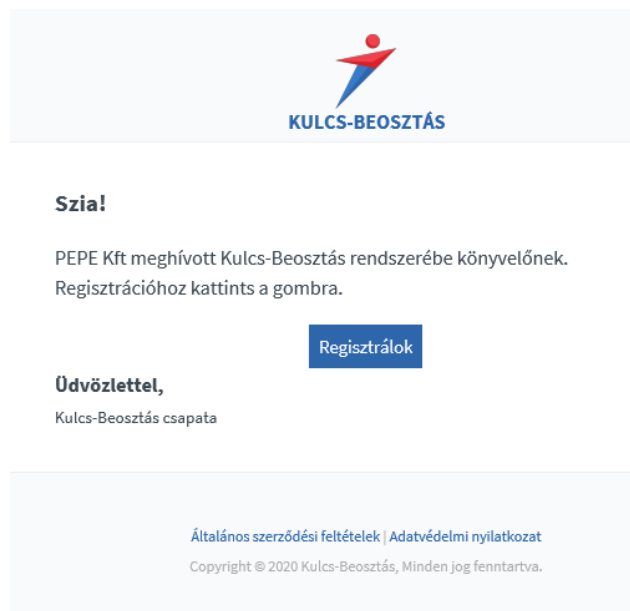 KULCS-BEOSZTÁS
Szia!
PEPE Kft meghívott Kulcs-Beosztás rendszerébe könyvelőnek.
Regisztrációhoz kattints a gombra.
Regisztrálok
Üdvözlettel,
Kulcs-Beosztás csapata
Általános szerződési feltételek | Adatvédelmi nyilatkozat
Copyright © 2020 Kulcs-Beosztás, Minden jog fenntartva.